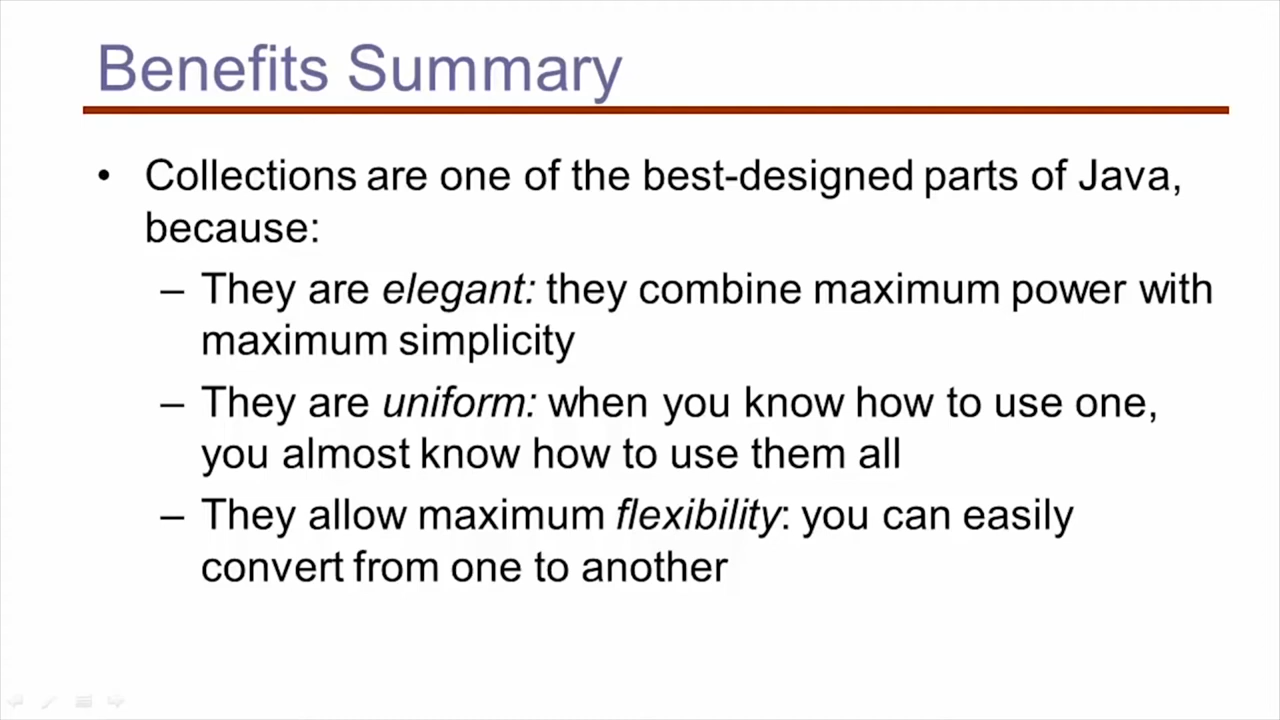 Benefits Summary
• Collections are one of the best-designed parts of Java,
because:
– They are elegant: they combine maximum power with
maximum simplicity
– They are uniform: when you know how to use one,
you almost know how to use them all
– They allow maximum flexibility: you can easily
convert from one to another